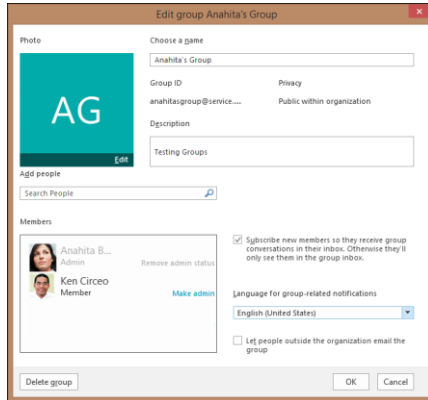 Edit group Anahita's Group
Photo
Choose a name
Anahita's Group
Group ID
Privacy
anahitasgroup@service....
Public within organization
AG
Description
Testing Groups
Edit
Add people
Search People
Members
Anahita B...
Admin
Remove admin status
Ken Circeo
Member
Make admin
Subscribe new members so they receive group
conversations in their inbox. Otherwise they'll
only see them in the group inbox.
Language for group-related notifications
English (United States)
Let people outside the organization email the
group
Delete group
OK
Cancel